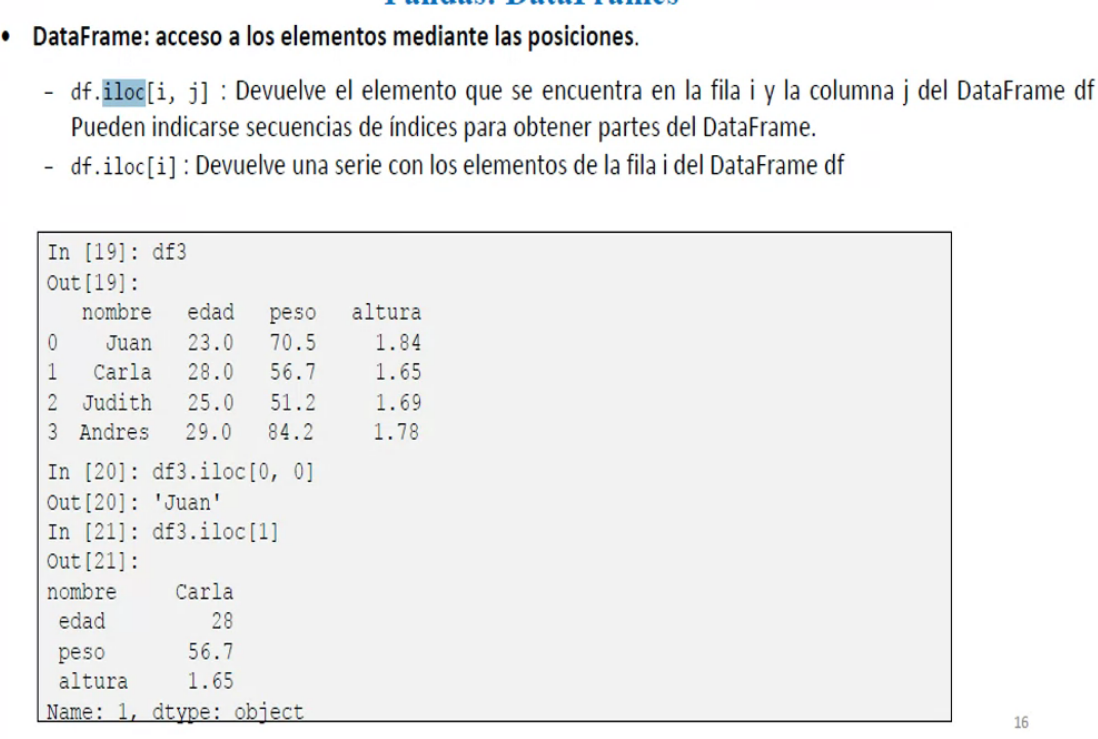 Pandas: DataFrames
• DataFrame: acceso a los elementos mediante las posiciones.
- df.iloc[i, j] : Devuelve el elemento que se encuentra en la fila i y la columna j del DataFrame df
Pueden indicarse secuencias de índices para obtener partes del DataFrame.
- df.iloc[i] : Devuelve una serie con los elementos de la fila i del DataFrame df
In [19]: df3
Out[19]:
nombre edad peso altura
0 Juan 23.0 70.5 1.84
1 Carla 28.0 56.7 1.65
2 Judith 25.0 51.2 1.69
3 Andres 29.0 84.2 1.78
In [20]: df3.iloc[0, 0]
Out[20]: 'Juan'
In [21]: df3.iloc[1]
Out[21]:
nombre Carla
edad 28
peso 56.7
altura 1.65
Name: 1, dtype: object
16